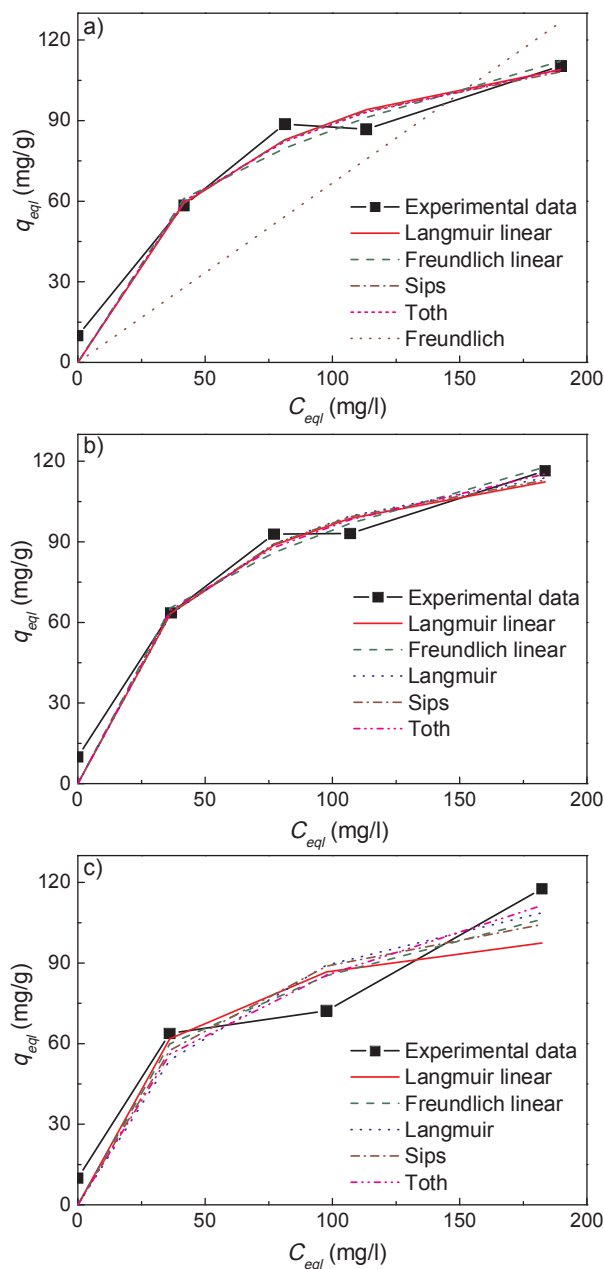 a)
120
90
60
30
0
q_eql (mg/g)
Experimental data
Langmuir linear
Freundlich linear
Sips
Toth
Freundlich
0 50 100 150 200
C_eql (mg/l)
b)
120
90
60
30
0
q_eql (mg/g)
Experimental data
Langmuir linear
Freundlich linear
Langmuir
Sips
Toth
0 50 100 150 200
C_eql (mg/l)
c)
120
90
60
30
0
q_eql (mg/g)
Experimental data
Langmuir linear
Freundlich linear
Langmuir
Sips
Toth
0 50 100 150 200
C_eql (mg/l)